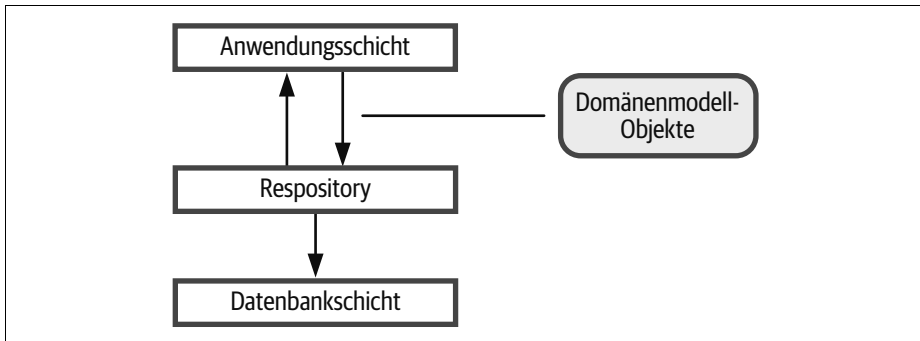 Anwendungsschicht
Domänenmodell-
Objekte
Respository
Datenbankschicht